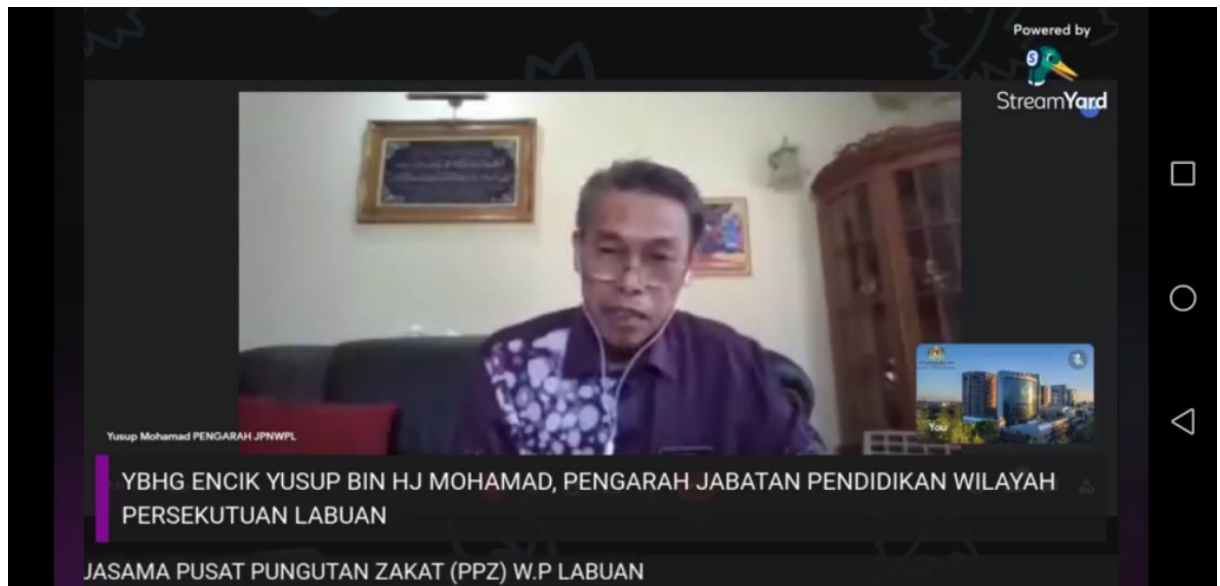 Powered by
StreamYard
You
Yusup Mohamad PENGARAH JPNWPL
YBHG ENCIK YUSUP BIN HJ MOHAMAD, PENGARAH JABATAN PENDIDIKAN WILAYAH
PERSEKUTUAN LABUAN
JASAMA PUSAT PUNGUTAN ZAKAT (PPZ) W.P LABUAN